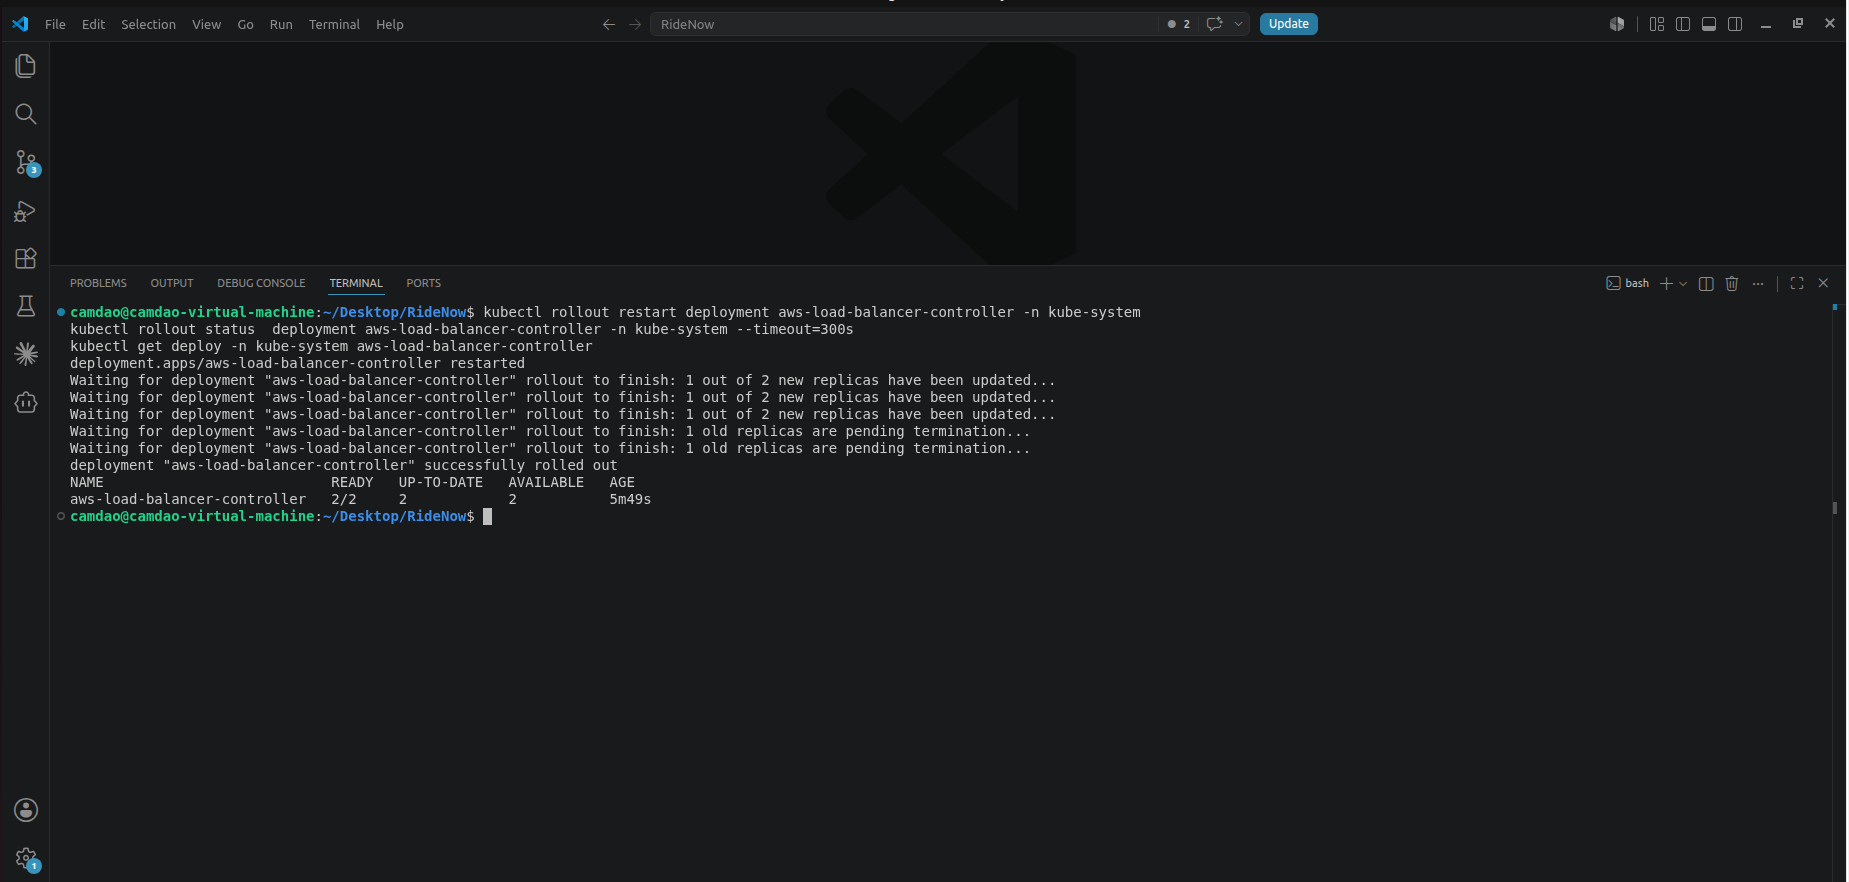 File Edit Selection View Go Run Terminal Help RideNow 2 Update
3
PROBLEMS OUTPUT DEBUG CONSOLE TERMINAL PORTS bash
camdao@camdao-virtual-machine:~/Desktop/RideNow$ kubectl rollout restart deployment aws-load-balancer-controller -n kube-system
kubectl rollout status  deployment aws-load-balancer-controller -n kube-system --timeout=300s
kubectl get deploy -n kube-system aws-load-balancer-controller
deployment.apps/aws-load-balancer-controller restarted
Waiting for deployment "aws-load-balancer-controller" rollout to finish: 1 out of 2 new replicas have been updated...
Waiting for deployment "aws-load-balancer-controller" rollout to finish: 1 out of 2 new replicas have been updated...
Waiting for deployment "aws-load-balancer-controller" rollout to finish: 1 out of 2 new replicas have been updated...
Waiting for deployment "aws-load-balancer-controller" rollout to finish: 1 old replicas are pending termination...
Waiting for deployment "aws-load-balancer-controller" rollout to finish: 1 old replicas are pending termination...
deployment "aws-load-balancer-controller" successfully rolled out
NAME                           READY   UP-TO-DATE   AVAILABLE   AGE
aws-load-balancer-controller   2/2     2            2           5m49s
camdao@camdao-virtual-machine:~/Desktop/RideNow$
1